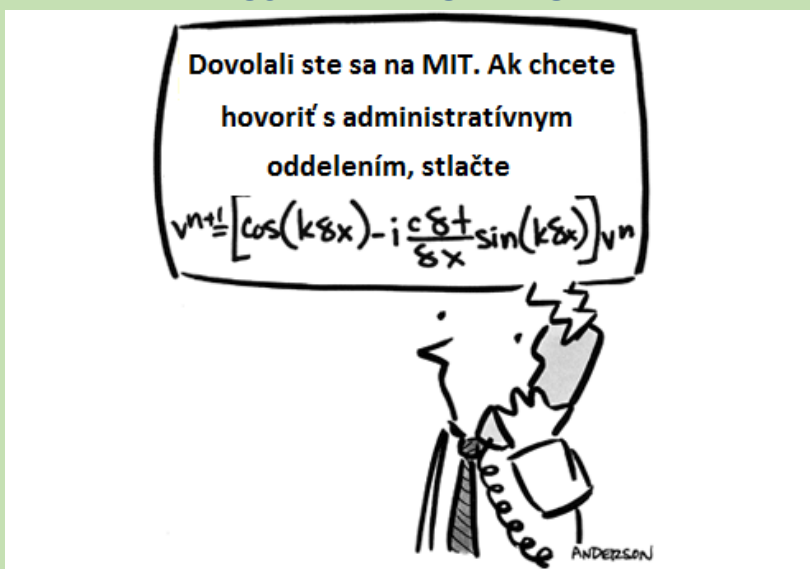 Dovolali ste sa na MIT. Ak chcete
hovoriť s administratívnym
oddelením, stlačte
vⁿ⁺¹=[cos(kδx)-i cδt/δx sin(kδx)]vⁿ
ANDERSON